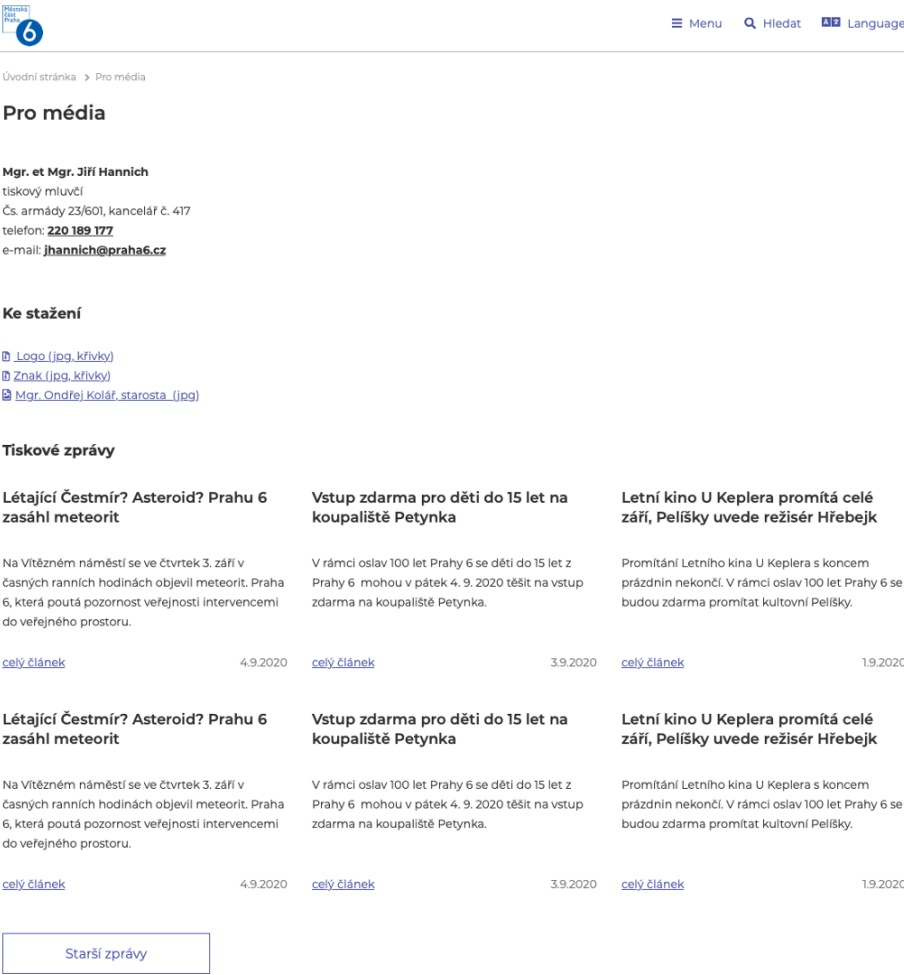 Městská
část
Praha
6
Menu
Hledat
Language
Úvodní stránka > Pro média
Pro média
Mgr. et Mgr. Jiří Hannich
tiskový mluvčí
Čs. armády 23/601, kancelář č. 417
telefon: 220 189 177
e-mail: jhannich@praha6.cz
Ke stažení
Logo (jpg, křivky)
Znak (jpg, křivky)
Mgr. Ondřej Kolář, starosta (jpg)
Tiskové zprávy
Létající Čestmír? Asteroid? Prahu 6
zasáhl meteorit
Na Vítězném náměstí se ve čtvrtek 3. září v
časných ranních hodinách objevil meteorit. Praha
6, která poutá pozornost veřejnosti intervencemi
do veřejného prostoru.
celý článek 4.9.2020
Vstup zdarma pro děti do 15 let na
koupaliště Petynka
V rámci oslav 100 let Prahy 6 se děti do 15 let z
Prahy 6 mohou v pátek 4. 9. 2020 těšit na vstup
zdarma na koupaliště Petynka.
celý článek 3.9.2020
Letní kino U Keplera promítá celé
září, Pelíšky uvede režisér Hřebejk
Promítání Letního kina U Keplera s koncem
prázdnin nekončí. V rámci oslav 100 let Prahy 6 se
budou zdarma promítat kultovní Pelíšky.
celý článek 1.9.2020
Létající Čestmír? Asteroid? Prahu 6
zasáhl meteorit
Na Vítězném náměstí se ve čtvrtek 3. září v
časných ranních hodinách objevil meteorit. Praha
6, která poutá pozornost veřejnosti intervencemi
do veřejného prostoru.
celý článek 4.9.2020
Vstup zdarma pro děti do 15 let na
koupaliště Petynka
V rámci oslav 100 let Prahy 6 se děti do 15 let z
Prahy 6 mohou v pátek 4. 9. 2020 těšit na vstup
zdarma na koupaliště Petynka.
celý článek 3.9.2020
Letní kino U Keplera promítá celé
září, Pelíšky uvede režisér Hřebejk
Promítání Letního kina U Keplera s koncem
prázdnin nekončí. V rámci oslav 100 let Prahy 6 se
budou zdarma promítat kultovní Pelíšky.
celý článek 1.9.2020
Starší zprávy